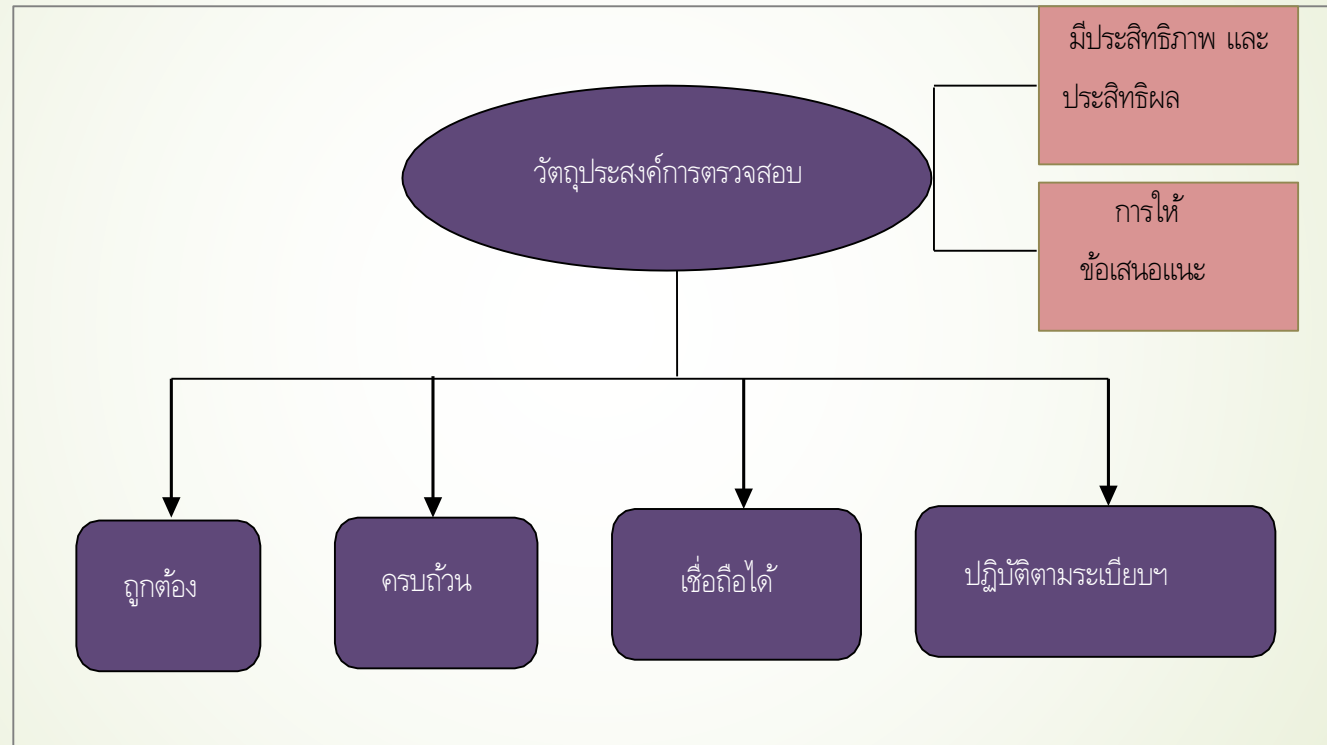 มีประสิทธิภาพ และ
ประสิทธิผล
วัตถุประสงค์การตรวจสอบ
การให้
ข้อเสนอแนะ
ถูกต้อง
ครบถ้วน
เชื่อถือได้
ปฏิบัติตามระเบียบฯ